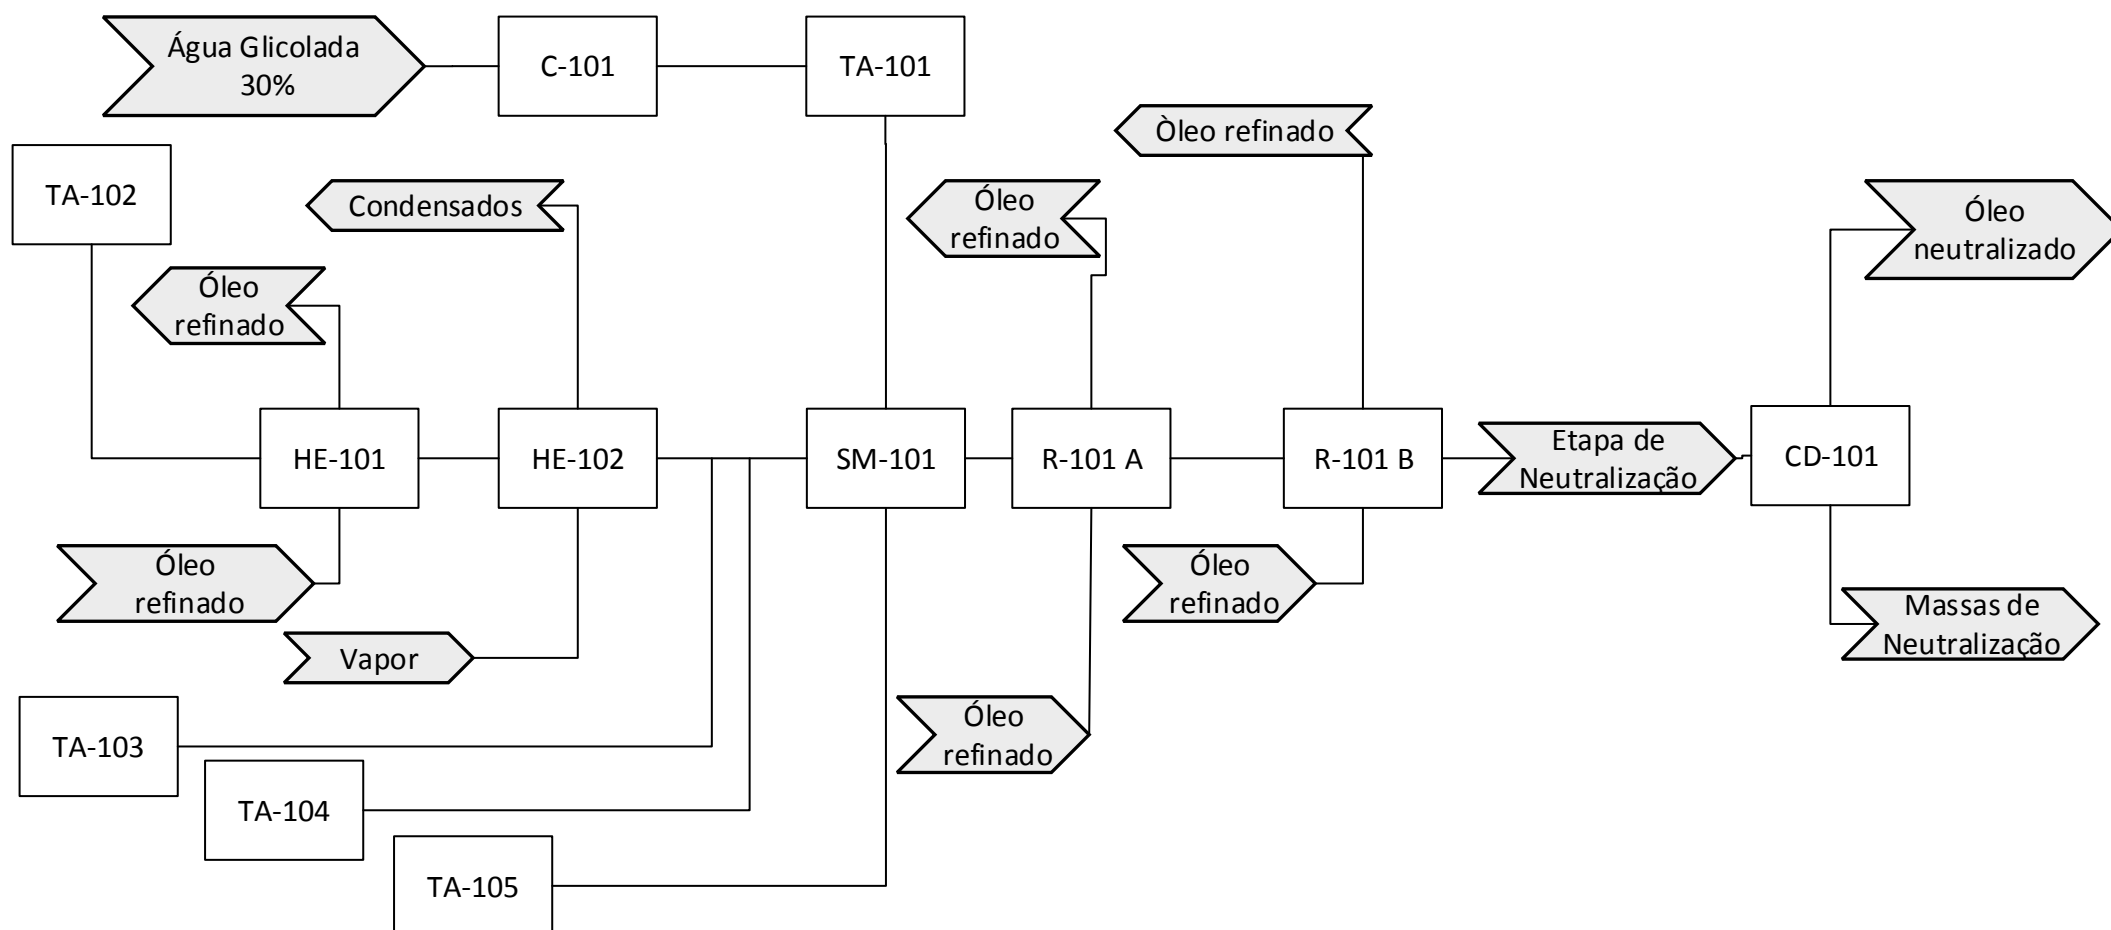 Água Glicolada
30%
C-101
TA-101
Òleo refinado
TA-102
Condensados
Óleo
refinado
Óleo
neutralizado
Óleo
refinado
HE-101
HE-102
SM-101
R-101 A
R-101 B
Etapa de
Neutralização
CD-101
Óleo
refinado
Óleo
refinado
Vapor
Massas de
Neutralização
Óleo
refinado
TA-103
TA-104
TA-105